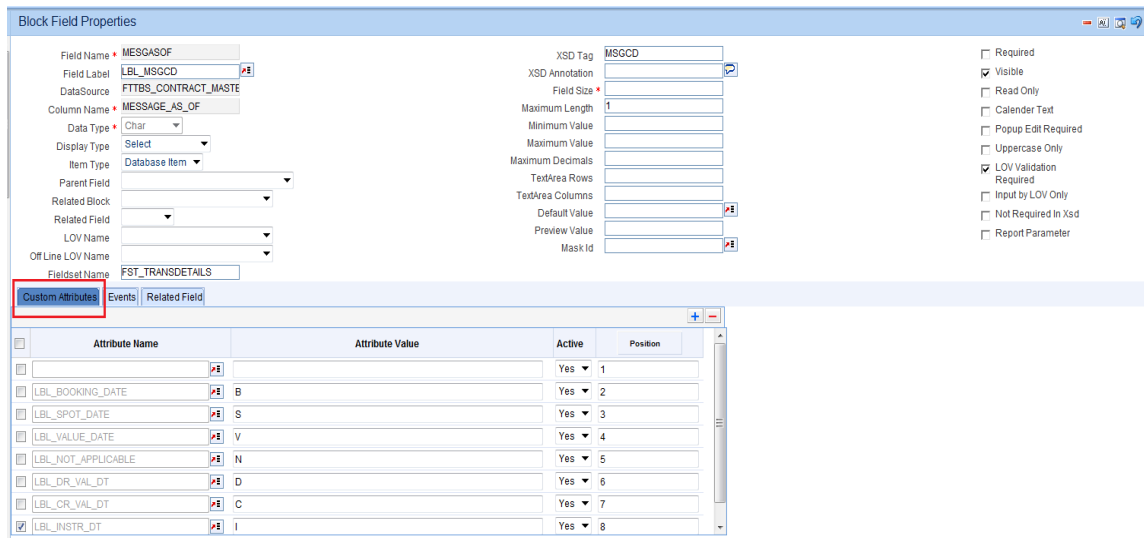 Block Field Properties
Field Name * MESGASOF
Field Label LBL_MSGCD
DataSource FTTBS_CONTRACT_MASTE
Column Name * MESSAGE_AS_OF
Data Type * Char
Display Type Select
Item Type Database Item
Parent Field
Related Block
Related Field
LOV Name
Off Line LOV Name
Fieldset Name FST_TRANSDETAILS
XSD Tag MSGCD
XSD Annotation
Field Size *
Maximum Length 1
Minimum Value
Maximum Value
Maximum Decimals
TextArea Rows
TextArea Columns
Default Value
Preview Value
Mask Id
Required
Visible
Read Only
Calender Text
Popup Edit Required
Uppercase Only
LOV Validation
Required
Input by LOV Only
Not Required In Xsd
Report Parameter
Custom Attributes Events Related Field
Attribute Name Attribute Value Active Position
Yes 1
LBL_BOOKING_DATE B Yes 2
LBL_SPOT_DATE S Yes 3
LBL_VALUE_DATE V Yes 4
LBL_NOT_APPLICABLE N Yes 5
LBL_DR_VAL_DT D Yes 6
LBL_CR_VAL_DT C Yes 7
LBL_INSTR_DT I Yes 8